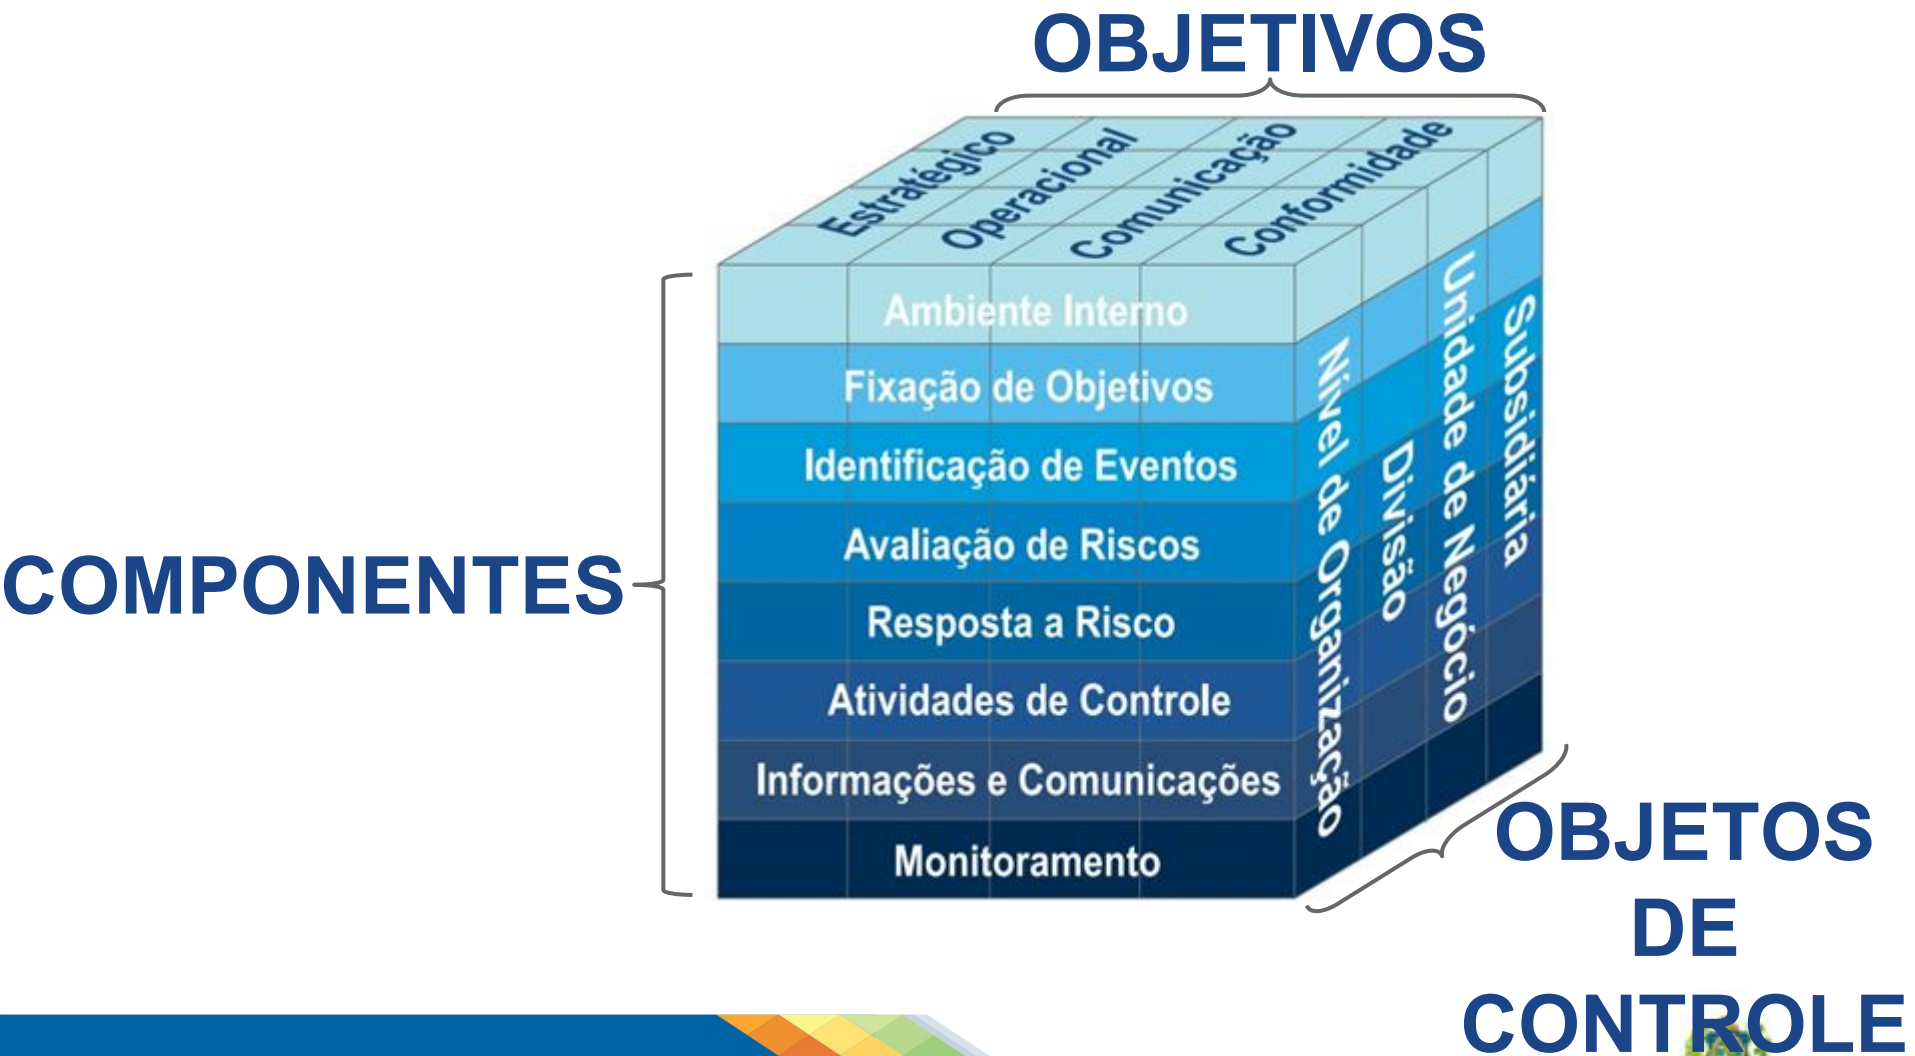 OBJETIVOS
Estratégico
Operacional
Comunicação
Conformidade
COMPONENTES
Ambiente Interno
Fixação de Objetivos
Identificação de Eventos
Avaliação de Riscos
Resposta a Risco
Atividades de Controle
Informações e Comunicações
Monitoramento
Nível de Organização
Divisão
Unidade de Negócio
Subsidiária
OBJETOS
DE
CONTROLE